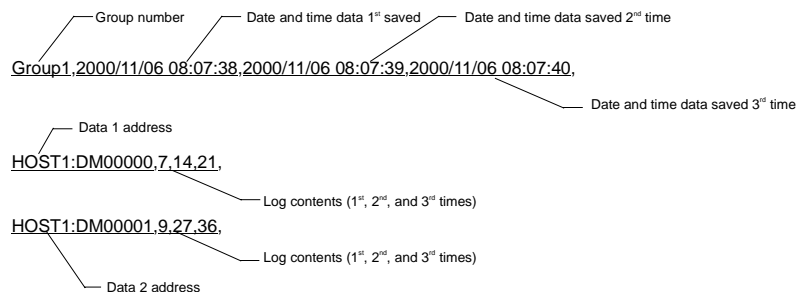 Group number
Date and time data 1st saved
Date and time data saved 2nd time
Group1,2000/11/06 08:07:38,2000/11/06 08:07:39,2000/11/06 08:07:40,
Date and time data saved 3rd time
Data 1 address
HOST1:DM00000,7,14,21,
Log contents (1st, 2nd, and 3rd times)
HOST1:DM00001,9,27,36,
Log contents (1st, 2nd, and 3rd times)
Data 2 address